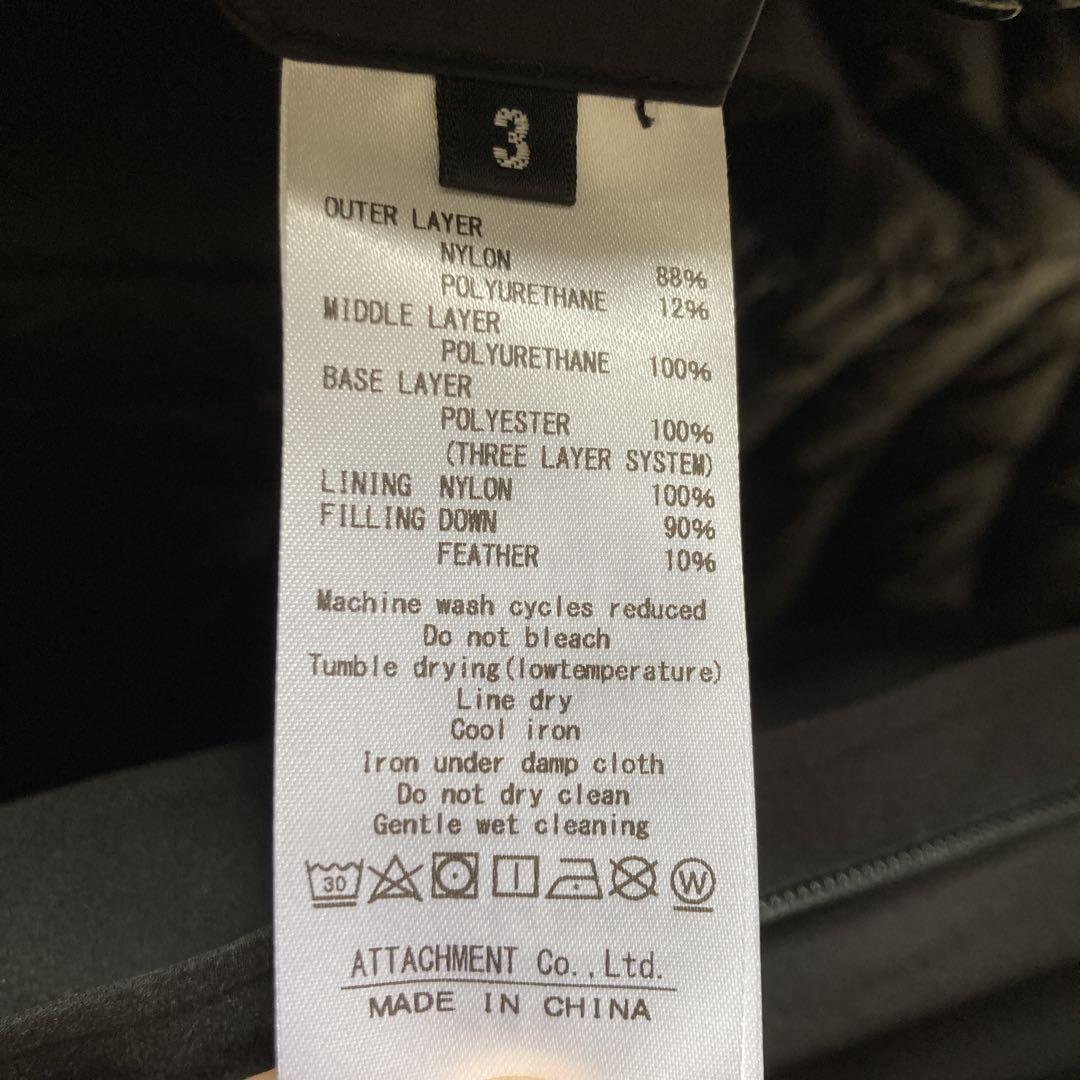 3
OUTER LAYER
NYLON 88%
POLYURETHANE 12%
MIDDLE LAYER
POLYURETHANE 100%
BASE LAYER
POLYESTER 100%
(THREE LAYER SYSTEM)
LINING NYLON 100%
FILLING DOWN 90%
FEATHER 10%
Machine wash cycles reduced
Do not bleach
Tumble drying(lowtemperature)
Line dry
Cool iron
Iron under damp cloth
Do not dry clean
Gentle wet cleaning
30 W
ATTACHMENT Co.,Ltd.
MADE IN CHINA